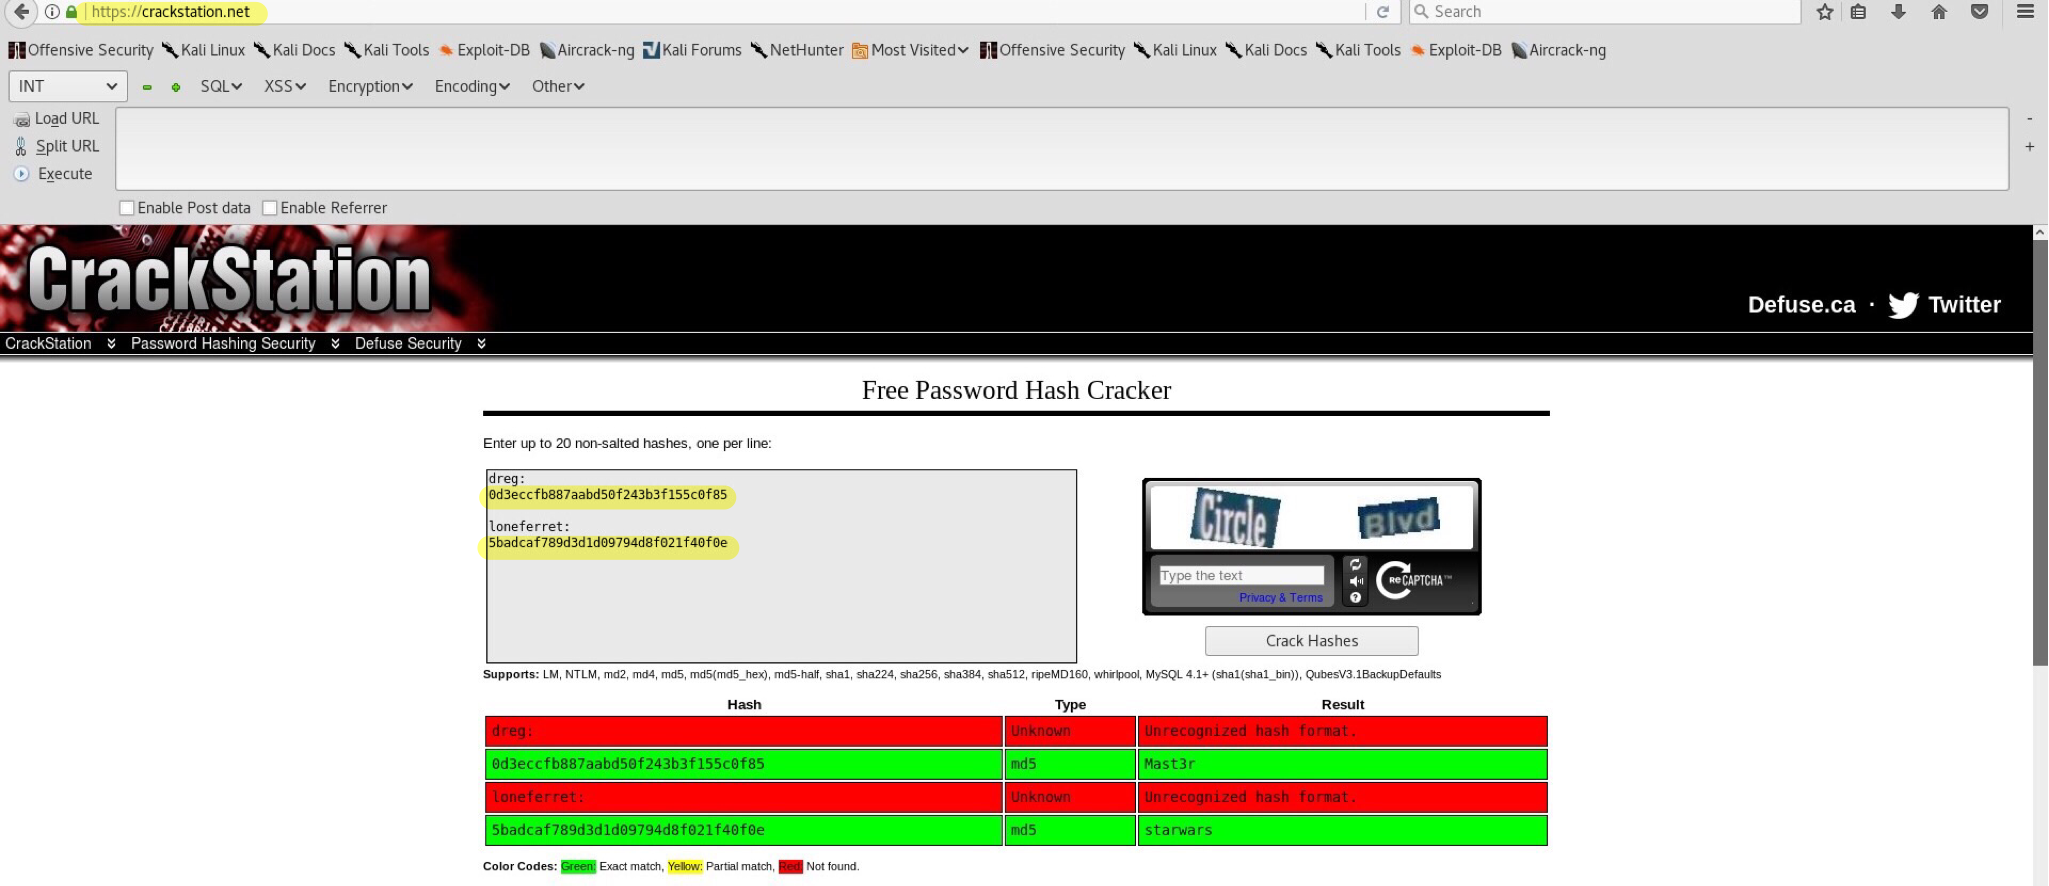 https://crackstation.net
Search
Offensive Security Kali Linux Kali Docs Kali Tools Exploit-DB Aircrack-ng Kali Forums NetHunter Most Visited Offensive Security Kali Linux Kali Docs Kali Tools Exploit-DB Aircrack-ng
INT SQL XSS Encryption Encoding Other
Load URL
Split URL
Execute
-
+
Enable Post data Enable Referrer
CrackStation
Defuse.ca · Twitter
CrackStation Password Hashing Security Defuse Security
Free Password Hash Cracker
Enter up to 20 non-salted hashes, one per line:
dreg:
0d3eccfb887aabd50f243b3f155c0f85
loneferret:
5badcaf789d3d1d09794d8f021f40f0e
Circle Blvd
Type the text
Privacy & Terms
reCAPTCHA™
Crack Hashes
Supports: LM, NTLM, md2, md4, md5, md5(md5_hex), md5-half, sha1, sha224, sha256, sha384, sha512, ripeMD160, whirlpool, MySQL 4.1+ (sha1(sha1_bin)), QubesV3.1BackupDefaults
Hash Type Result
dreg: Unknown Unrecognized hash format.
0d3eccfb887aabd50f243b3f155c0f85 md5 Mast3r
loneferret: Unknown Unrecognized hash format.
5badcaf789d3d1d09794d8f021f40f0e md5 starwars
Color Codes: Green: Exact match, Yellow: Partial match, Red: Not found.